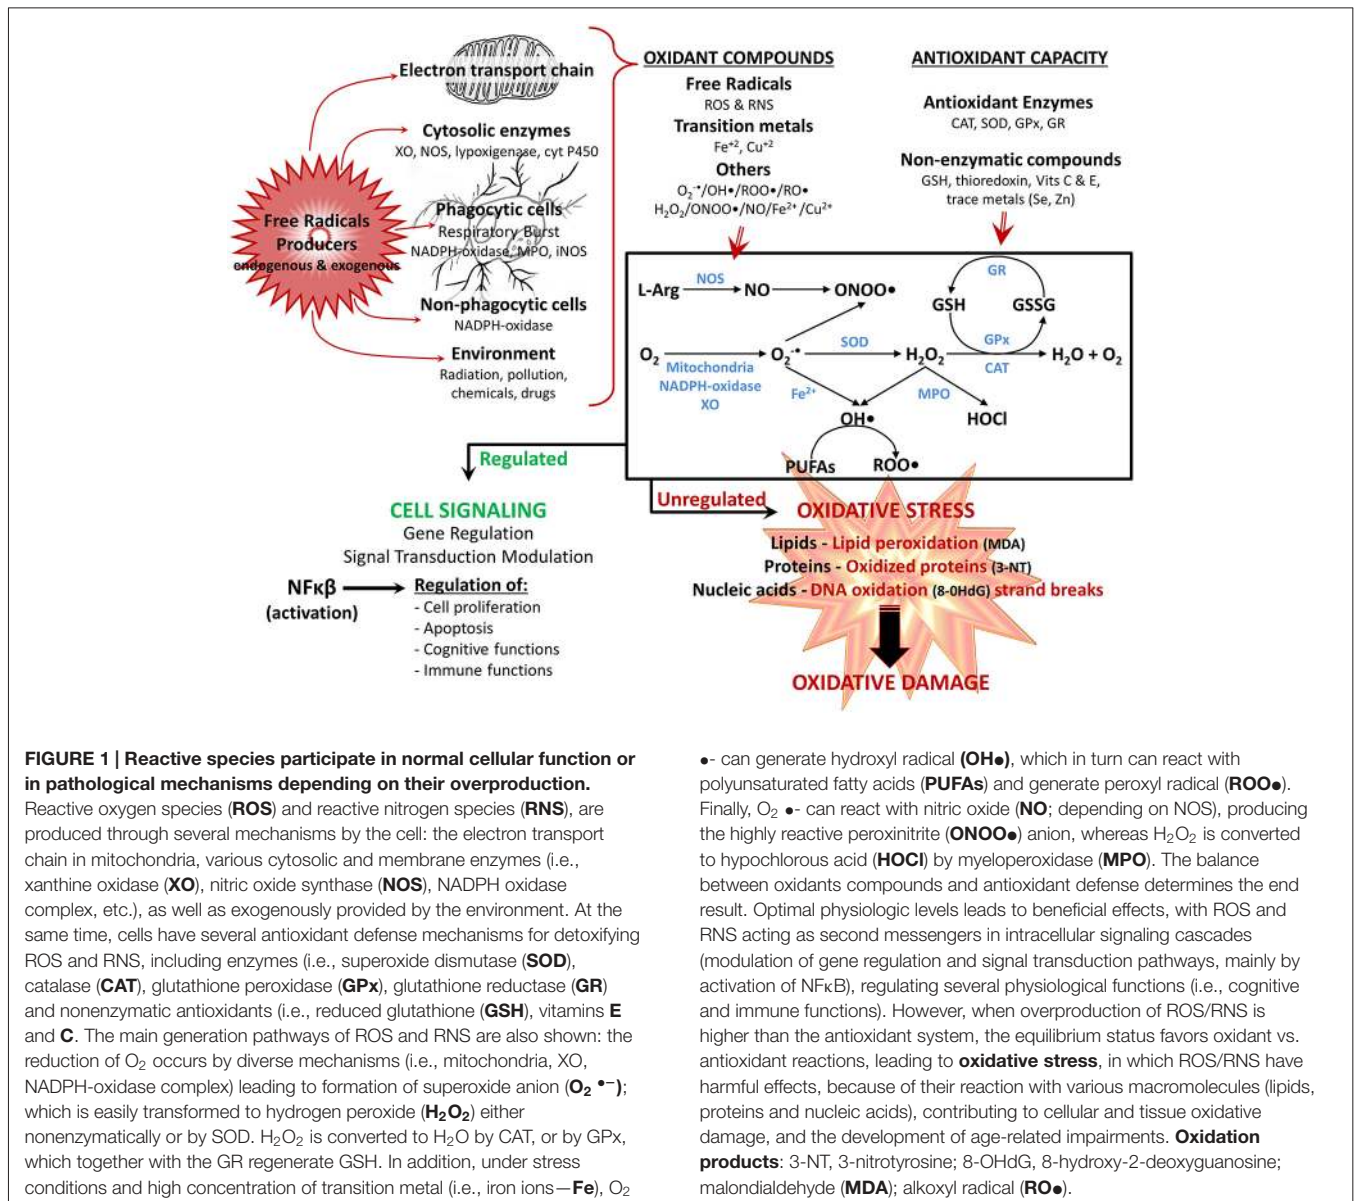 Electron transport chain
Cytosolic enzymes
XO, NOS, lypoxigenase, cyt P450
Free Radicals
Producers
endogenous & exogenous
Phagocytic cells
Respiratory Burst
NADPH-oxidase, MPO, iNOS
Non-phagocytic cells
NADPH-oxidase
Environment
Radiation, pollution,
chemicals, drugs
OXIDANT COMPOUNDS
Free Radicals
ROS & RNS
Transition metals
Fe⁺², Cu⁺²
Others
O₂⁻•/OH•/ROO•/RO•
H₂O₂/ONOO•/NO/Fe²⁺/Cu²⁺
ANTIOXIDANT CAPACITY
Antioxidant Enzymes
CAT, SOD, GPx, GR
Non-enzymatic compounds
GSH, thioredoxin, Vits C & E,
trace metals (Se, Zn)
L-Arg NOS NO ONOO•
GR
GSH GSSG
GPx
O₂ O₂⁻• SOD H₂O₂ H₂O + O₂
CAT
Mitochondria
NADPH-oxidase
XO
Fe²⁺
MPO
OH• HOCl
PUFAs ROO•
Regulated
CELL SIGNALING
Gene Regulation
Signal Transduction Modulation
NFκβ
(activation)
Regulation of:
- Cell proliferation
- Apoptosis
- Cognitive functions
- Immune functions
Unregulated
OXIDATIVE STRESS
Lipids - Lipid peroxidation (MDA)
Proteins - Oxidized proteins (3-NT)
Nucleic acids - DNA oxidation (8-0HdG) strand breaks
OXIDATIVE DAMAGE
FIGURE 1 | Reactive species participate in normal cellular function or
in pathological mechanisms depending on their overproduction.
Reactive oxygen species (ROS) and reactive nitrogen species (RNS), are
produced through several mechanisms by the cell: the electron transport
chain in mitochondria, various cytosolic and membrane enzymes (i.e.,
xanthine oxidase (XO), nitric oxide synthase (NOS), NADPH oxidase
complex, etc.), as well as exogenously provided by the environment. At the
same time, cells have several antioxidant defense mechanisms for detoxifying
ROS and RNS, including enzymes (i.e., superoxide dismutase (SOD),
catalase (CAT), glutathione peroxidase (GPx), glutathione reductase (GR)
and nonenzymatic antioxidants (i.e., reduced glutathione (GSH), vitamins E
and C. The main generation pathways of ROS and RNS are also shown: the
reduction of O₂ occurs by diverse mechanisms (i.e., mitochondria, XO,
NADPH-oxidase complex) leading to formation of superoxide anion (O₂ •−);
which is easily transformed to hydrogen peroxide (H₂O₂) either
nonenzymatically or by SOD. H₂O₂ is converted to H₂O by CAT, or by GPx,
which together with the GR regenerate GSH. In addition, under stress
conditions and high concentration of transition metal (i.e., iron ions—Fe), O₂
•- can generate hydroxyl radical (OH•), which in turn can react with
polyunsaturated fatty acids (PUFAs) and generate peroxyl radical (ROO•).
Finally, O₂ •- can react with nitric oxide (NO; depending on NOS), producing
the highly reactive peroxinitrite (ONOO•) anion, whereas H₂O₂ is converted
to hypochlorous acid (HOCl) by myeloperoxidase (MPO). The balance
between oxidants compounds and antioxidant defense determines the end
result. Optimal physiologic levels leads to beneficial effects, with ROS and
RNS acting as second messengers in intracellular signaling cascades
(modulation of gene regulation and signal transduction pathways, mainly by
activation of NFκB), regulating several physiological functions (i.e., cognitive
and immune functions). However, when overproduction of ROS/RNS is
higher than the antioxidant system, the equilibrium status favors oxidant vs.
antioxidant reactions, leading to oxidative stress, in which ROS/RNS have
harmful effects, because of their reaction with various macromolecules (lipids,
proteins and nucleic acids), contributing to cellular and tissue oxidative
damage, and the development of age-related impairments. Oxidation
products: 3-NT, 3-nitrotyrosine; 8-OHdG, 8-hydroxy-2-deoxyguanosine;
malondialdehyde (MDA); alkoxyl radical (RO•).